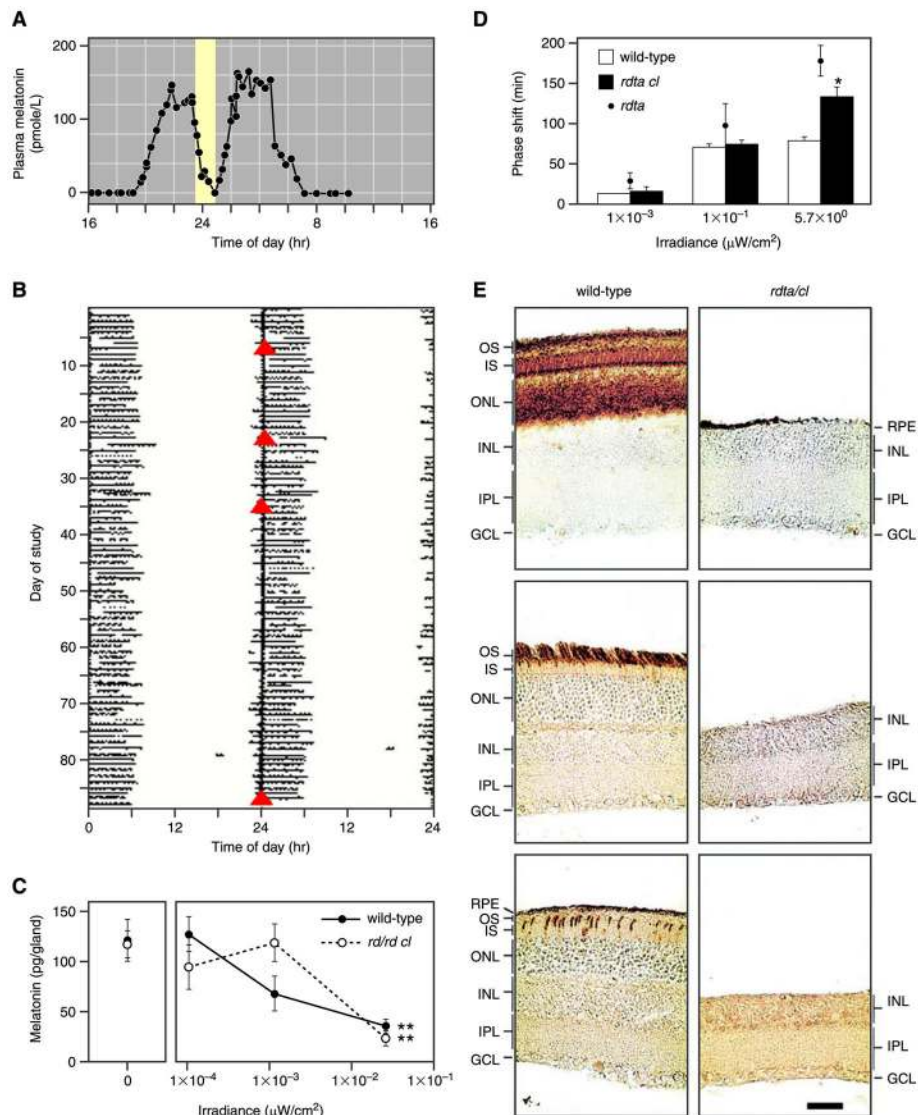 A
200
100
0
Plasma melatonin
(pmole/L)
16
24
8
16
Time of day (hr)
B
10
20
30
40
50
60
70
80
Day of study
0
12
24
12
24
Time of day (hr)
C
150
100
50
0
Melatonin (pg/gland)
wild-type
rd/rd cl
**
**
0
1×10⁻⁴
1×10⁻³
1×10⁻²
1×10⁻¹
Irradiance (µW/cm²)
D
200
150
100
50
0
Phase shift (min)
wild-type
rdta cl
rdta
*
1×10⁻³
1×10⁻¹
5.7×10⁰
Irradiance (µW/cm²)
E
wild-type
rdta/cl
OS
IS
ONL
INL
IPL
GCL
RPE
INL
IPL
GCL
OS
IS
ONL
INL
IPL
GCL
INL
IPL
GCL
RPE
OS
IS
ONL
INL
IPL
GCL
INL
IPL
GCL